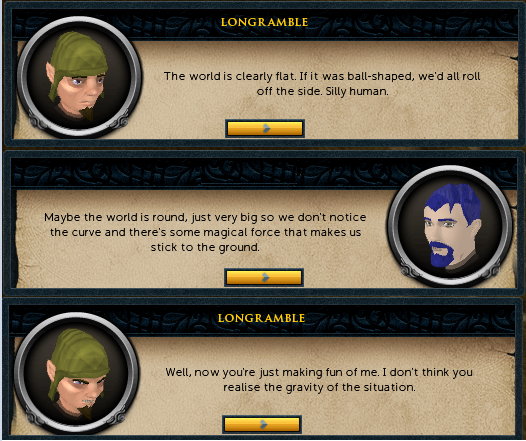 LONGRAMBLE
The world is clearly flat. If it was ball-shaped, we'd all roll
off the side. Silly human.
Maybe the world is round, just very big so we don't notice
the curve and there's some magical force that makes us
stick to the ground.
LONGRAMBLE
Well, now you're just making fun of me. I don't think you
realise the gravity of the situation.